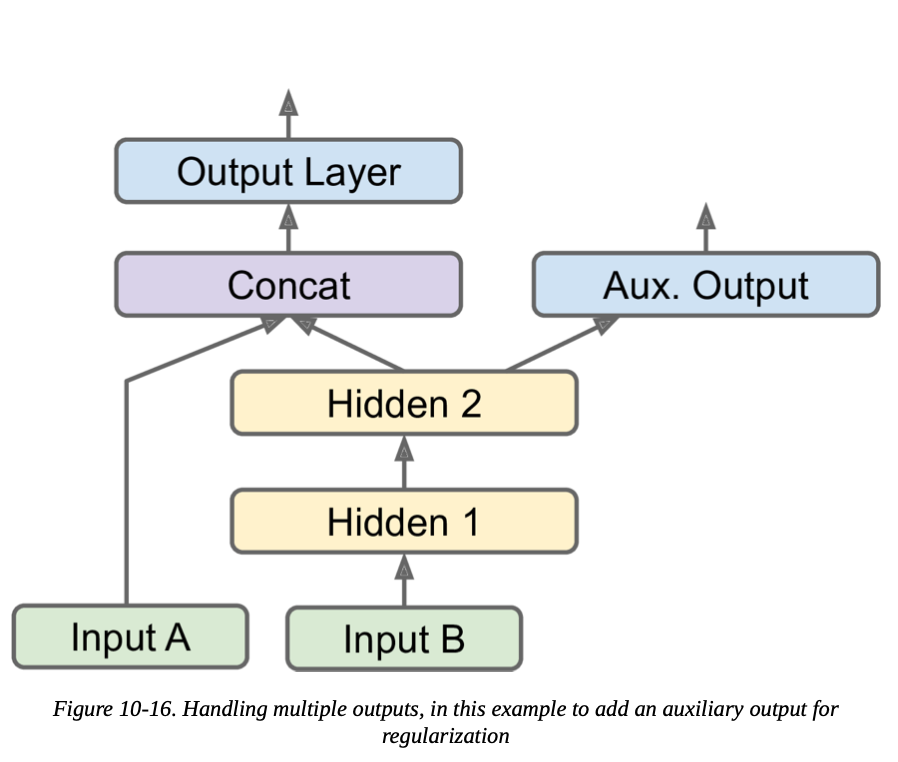 Output Layer
Concat
Aux. Output
Hidden 2
Hidden 1
Input A
Input B
Figure 10-16. Handling multiple outputs, in this example to add an auxiliary output for
regularization